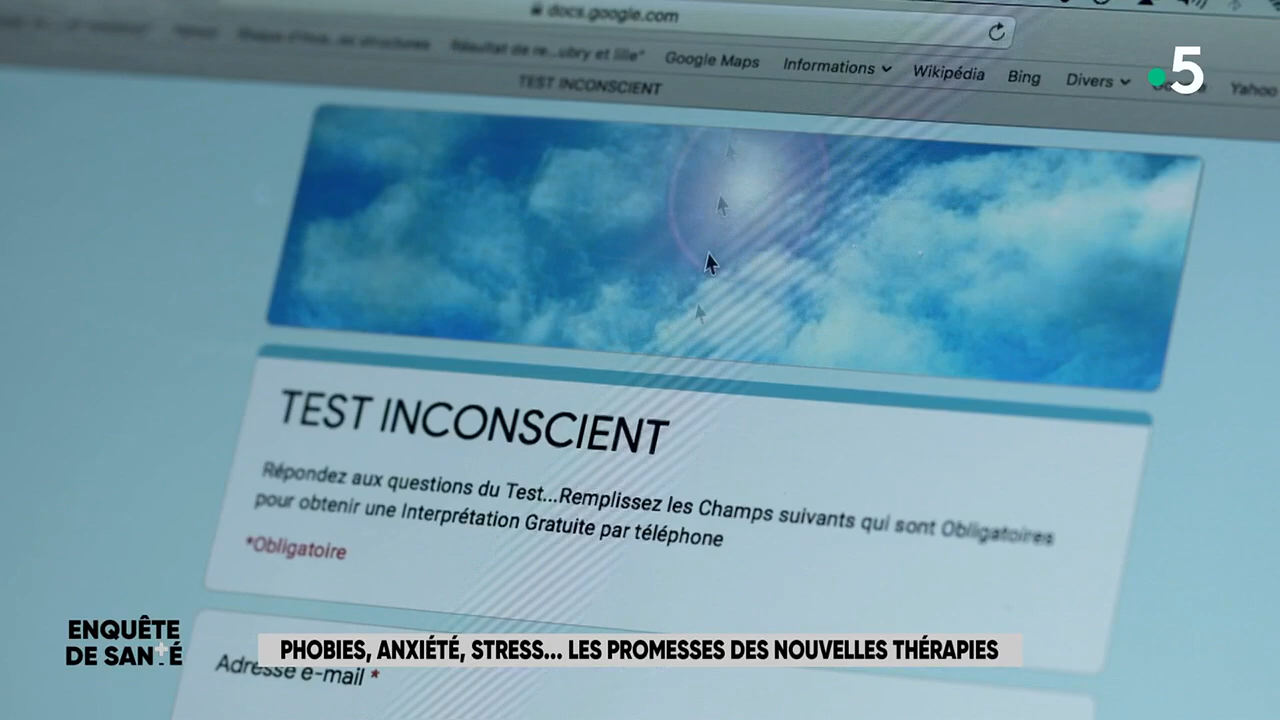 docs.google.com
Google Maps Informations Wikipédia Bing Divers Yahoo
TEST INCONSCIENT
5
TEST INCONSCIENT
Répondez aux questions du Test...Remplissez les Champs suivants qui sont Obligatoires
pour obtenir une Interprétation Gratuite par téléphone
*Obligatoire
Adresse e-mail *
ENQUÊTE
DE SANTÉ
PHOBIES, ANXIÉTÉ, STRESS... LES PROMESSES DES NOUVELLES THÉRAPIES